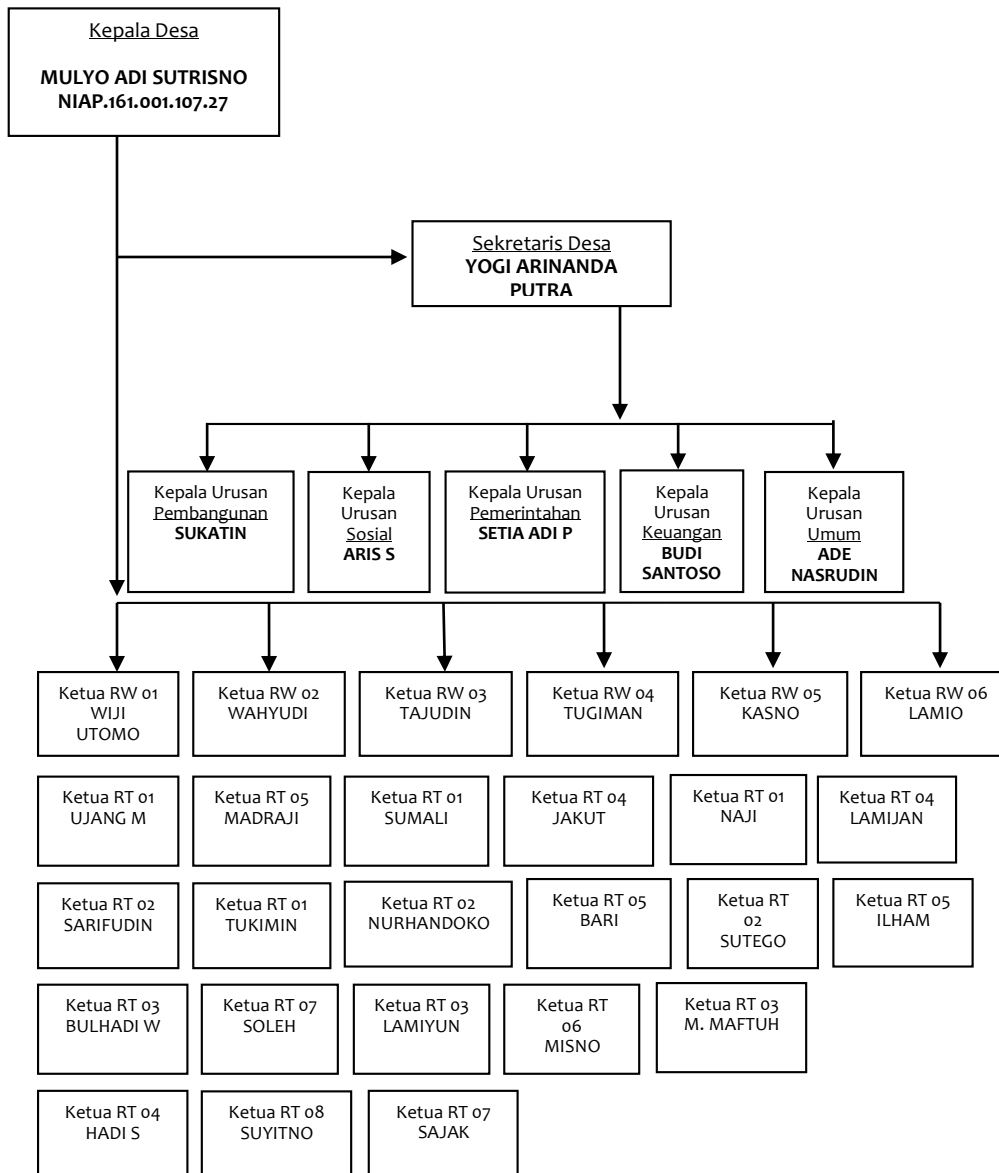 Kepala Desa
MULYO ADI SUTRISNO
NIAP.161.001.107.27
Sekretaris Desa
YOGI ARINANDA
PUTRA
Kepala Urusan
Pembangunan
SUKATIN
Kepala
Urusan
Sosial
ARIS S
Kepala Urusan
Pemerintahan
SETIA ADI P
Kepala
Urusan
Keuangan
BUDI
SANTOSO
Kepala
Urusan
Umum
ADE
NASRUDIN
Ketua RW 01
WIJI
UTOMO
Ketua RW 02
WAHYUDI
Ketua RW 03
TAJUDIN
Ketua RW 04
TUGIMAN
Ketua RW 05
KASNO
Ketua RW 06
LAMIO
Ketua RT 01
UJANG M
Ketua RT 05
MADRAJI
Ketua RT 01
SUMALI
Ketua RT 04
JAKUT
Ketua RT 01
NAJI
Ketua RT 04
LAMIJAN
Ketua RT 02
SARIFUDIN
Ketua RT 01
TUKIMIN
Ketua RT 02
NURHANDOKO
Ketua RT 05
BARI
Ketua RT
02
SUTEGO
Ketua RT 05
ILHAM
Ketua RT 03
BULHADI W
Ketua RT 07
SOLEH
Ketua RT 03
LAMIYUN
Ketua RT
06
MISNO
Ketua RT 03
M. MAFTUH
Ketua RT 04
HADI S
Ketua RT 08
SUYITNO
Ketua RT 07
SAJAK